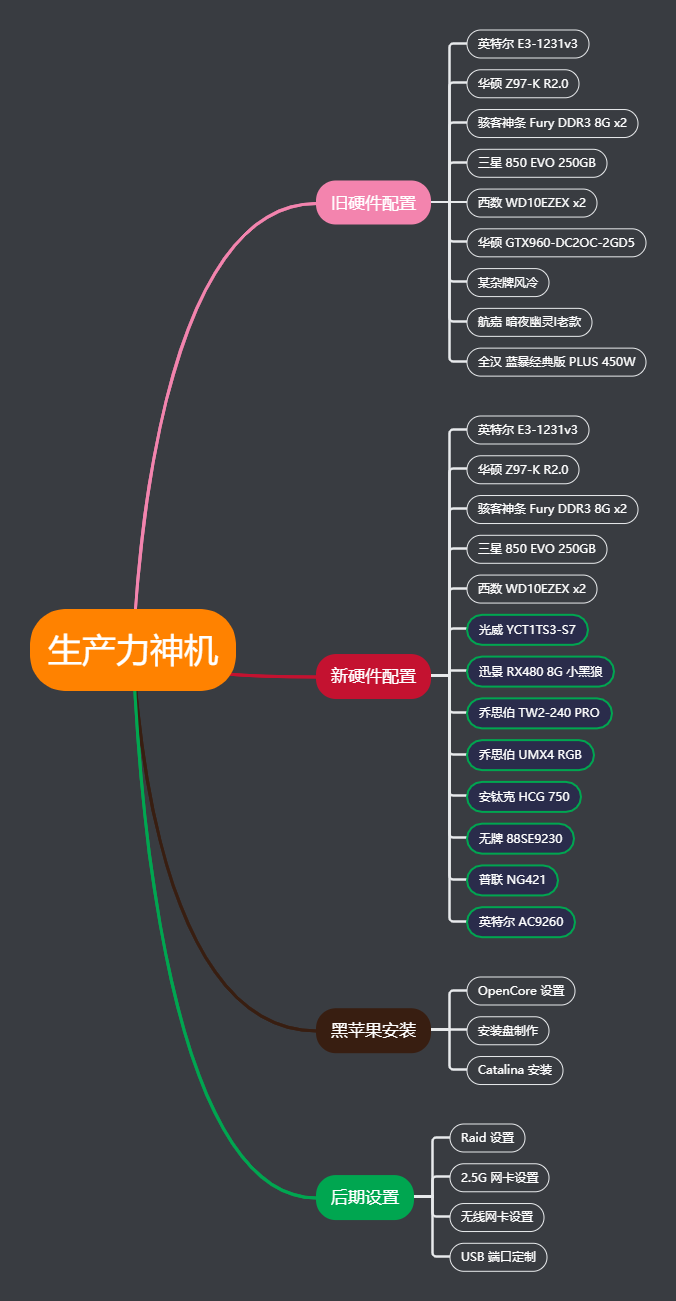 生产力神机
旧硬件配置
英特尔 E3-1231v3
华硕 Z97-K R2.0
骇客神条 Fury DDR3 8G x2
三星 850 EVO 250GB
西数 WD10EZEX x2
华硕 GTX960-DC2OC-2GD5
某杂牌风冷
航嘉 暗夜幽灵I老款
全汉 蓝暴经典版 PLUS 450W
新硬件配置
英特尔 E3-1231v3
华硕 Z97-K R2.0
骇客神条 Fury DDR3 8G x2
三星 850 EVO 250GB
西数 WD10EZEX x2
光威 YCT1TS3-S7
迅景 RX480 8G 小黑狼
乔思伯 TW2-240 PRO
乔思伯 UMX4 RGB
安钛克 HCG 750
无牌 88SE9230
普联 NG421
英特尔 AC9260
黑苹果安装
OpenCore 设置
安装盘制作
Catalina 安装
后期设置
Raid 设置
2.5G 网卡设置
无线网卡设置
USB 端口定制